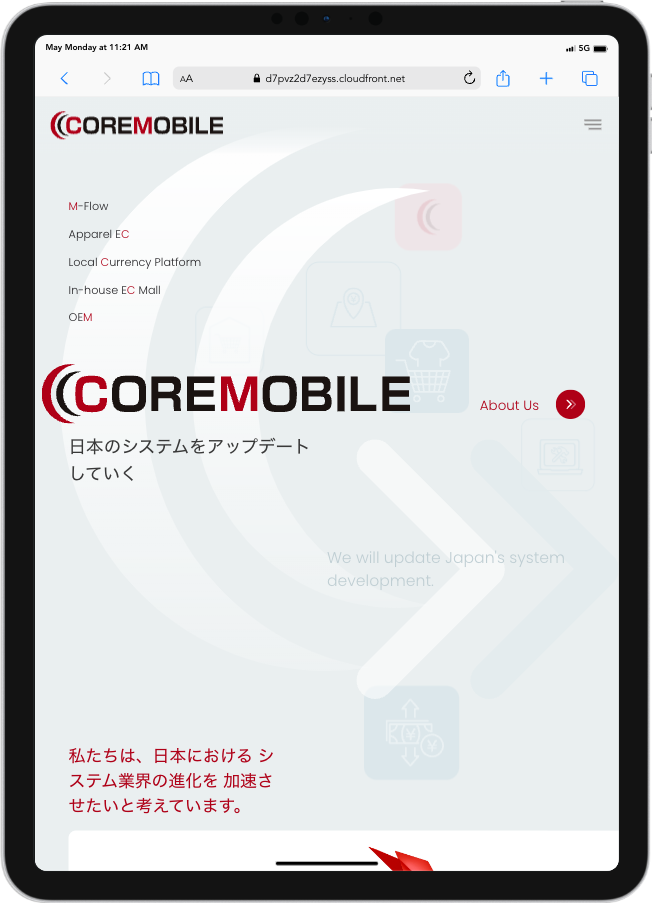 May Monday at 11:21 AM
5G
AA
d7pvz2d7ezyss.cloudfront.net
COREMOBILE
M-Flow
Apparel EC
Local Currency Platform
In-house EC Mall
OEM
COREMOBILE
About Us
日本のシステムをアップデート
していく
We will update Japan's system
development.
私たちは、日本における シ
ステム業界の進化を 加速さ
せたいと考えています。